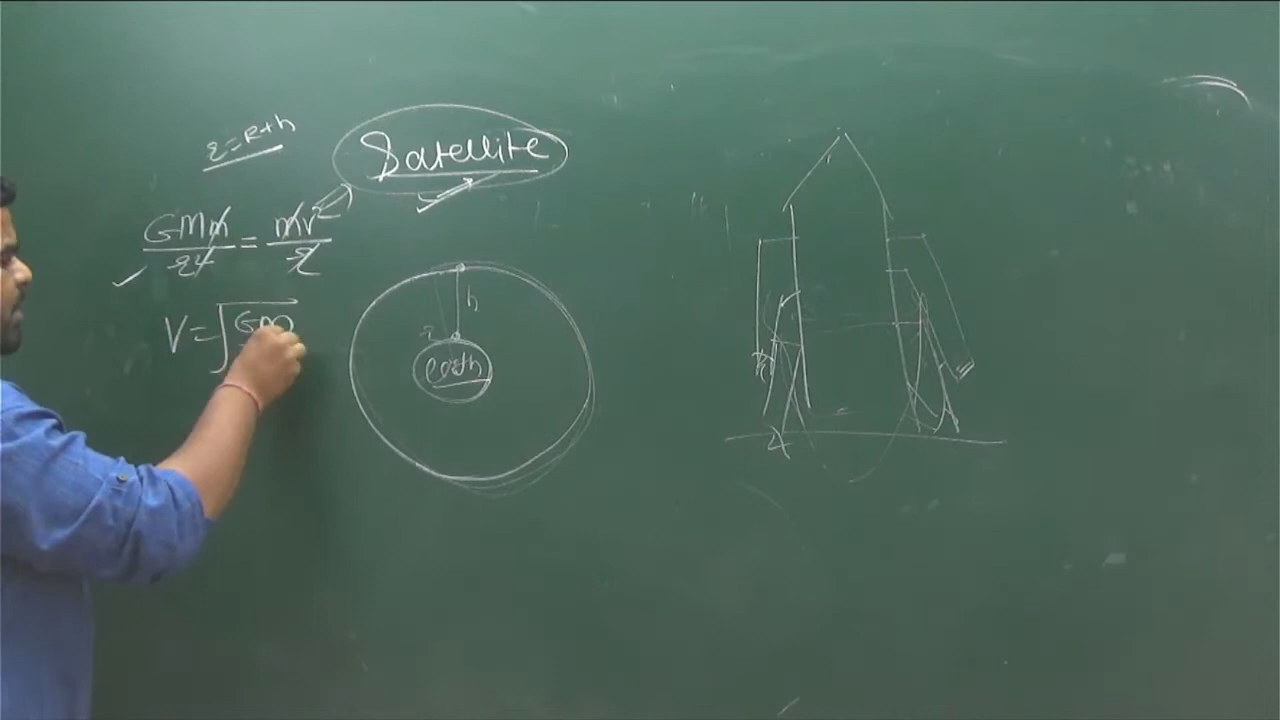 r=R+h
Satellite
GMm/r² = mv²/r
V=√GM
h
r
earth